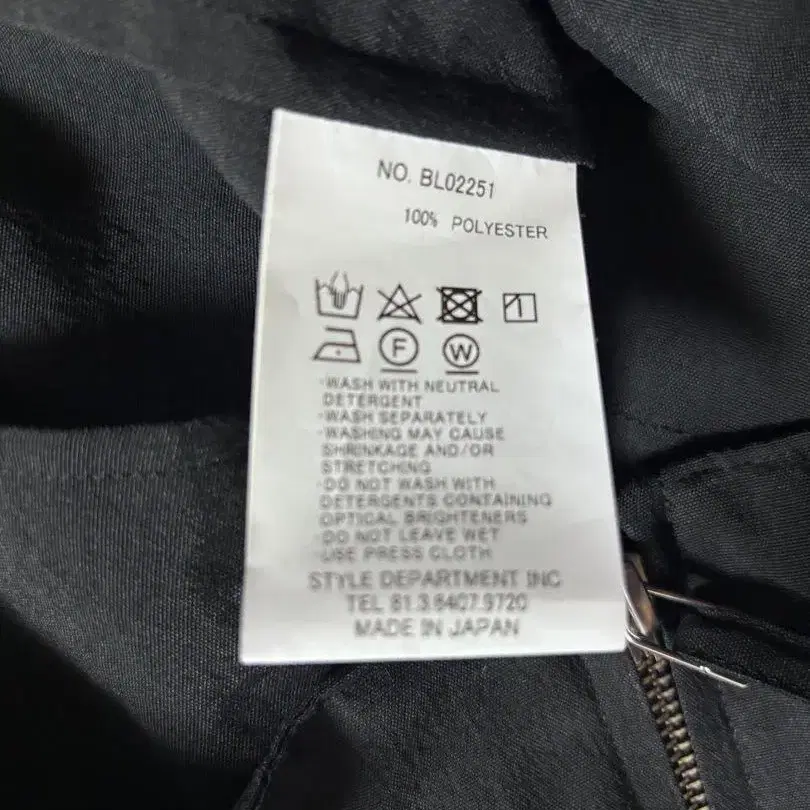 NO. BL02251
100% POLYESTER
F W
·WASH WITH NEUTRAL
DETERGENT
·WASH SEPARATELY
·WASHING MAY CAUSE
SHRINKAGE AND/OR
STRETCHING
·DO NOT WASH WITH
DETERGENTS CONTAINING
OPTICAL BRIGHTENERS
·DO NOT LEAVE WET
·USE PRESS CLOTH
STYLE DEPARTMENT INC
TEL 81.3.6407.9720
MADE IN JAPAN